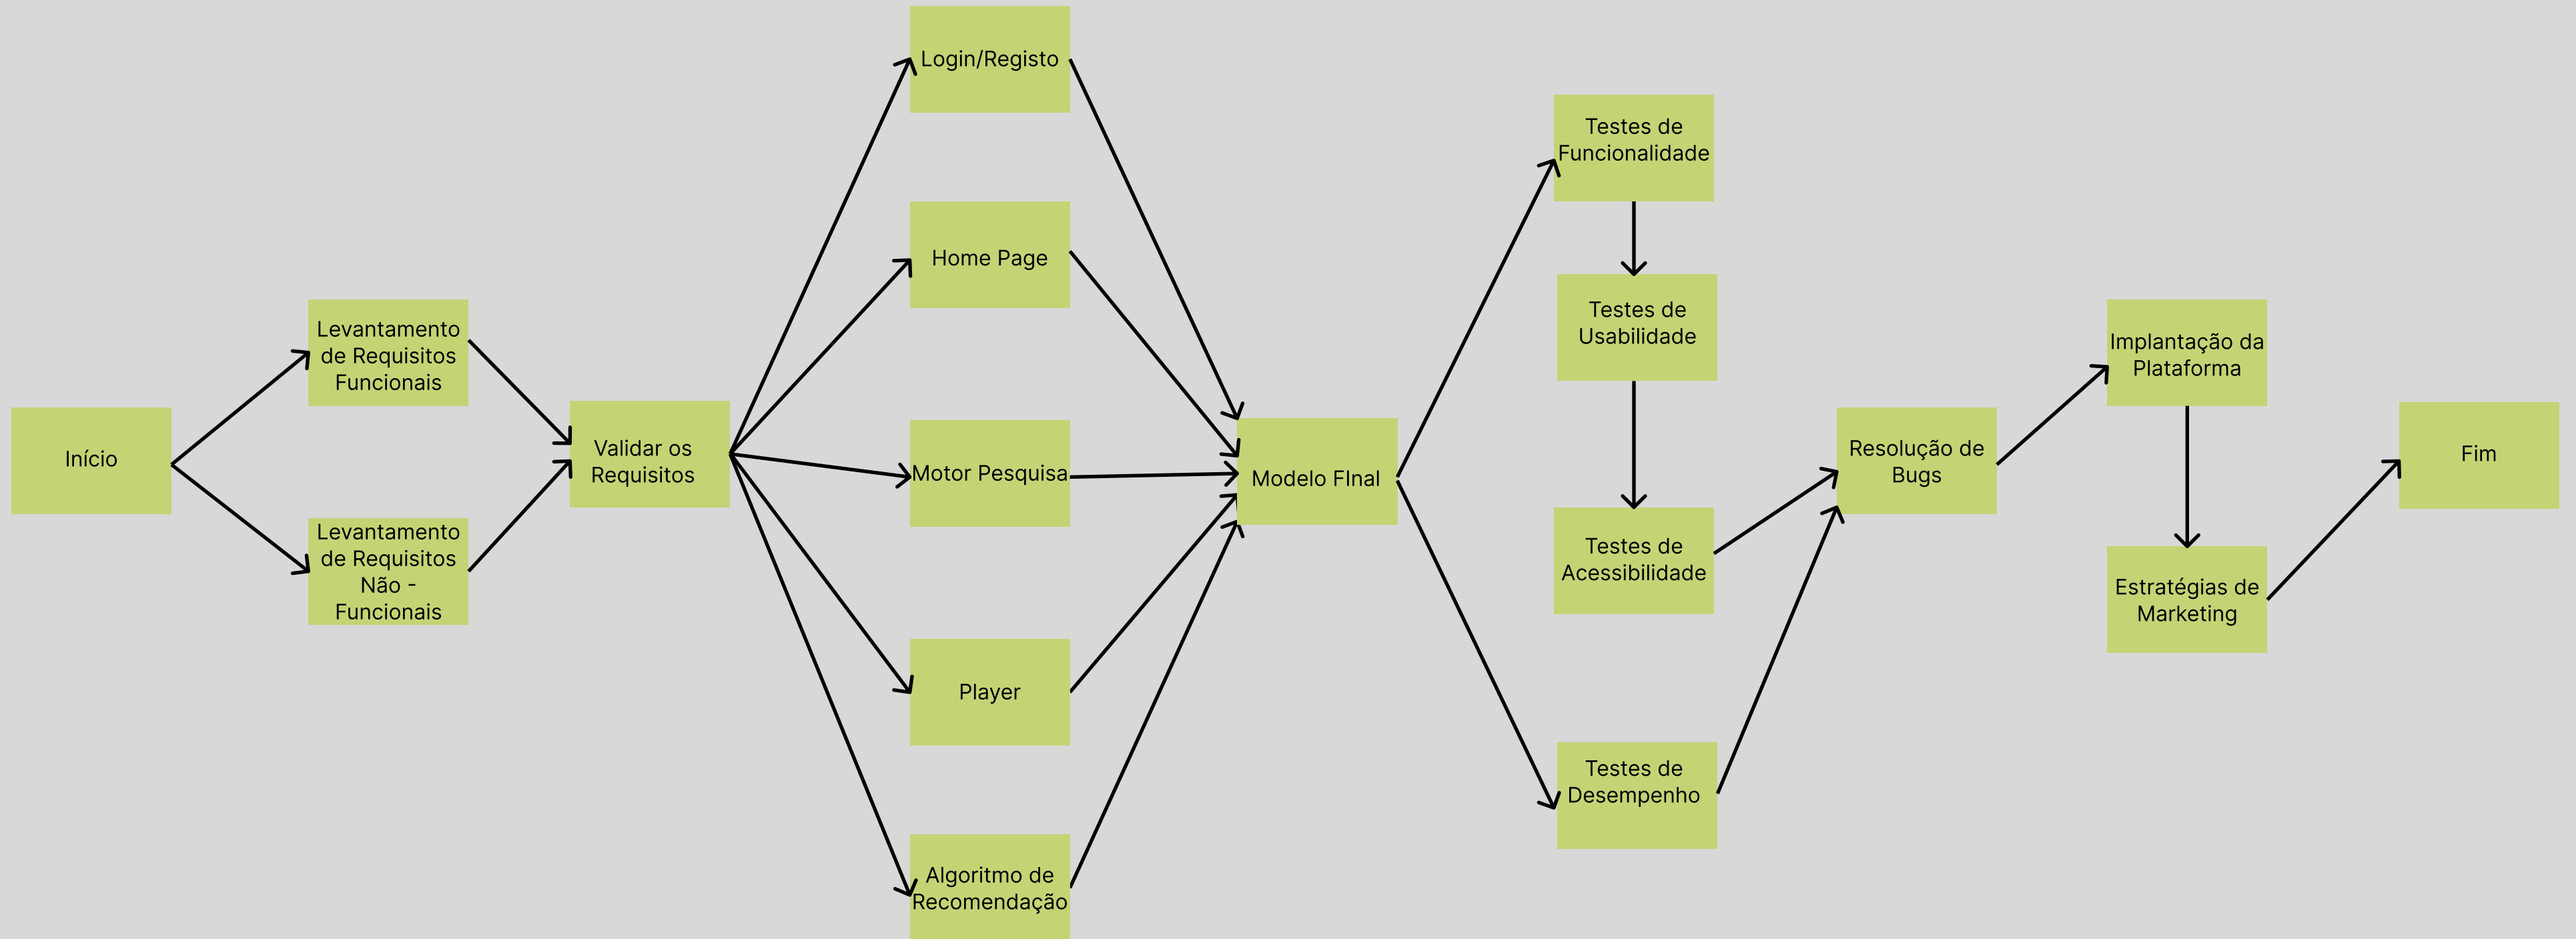 Início
Levantamento
de Requisitos
Funcionais
Levantamento
de Requisitos
Não -
Funcionais
Validar os
Requisitos
Login/Registo
Home Page
Motor Pesquisa
Player
Algoritmo de
Recomendação
Modelo FInal
Testes de
Funcionalidade
Testes de
Usabilidade
Testes de
Acessibilidade
Testes de
Desempenho
Resolução de
Bugs
Implantação da
Plataforma
Estratégias de
Marketing
Fim